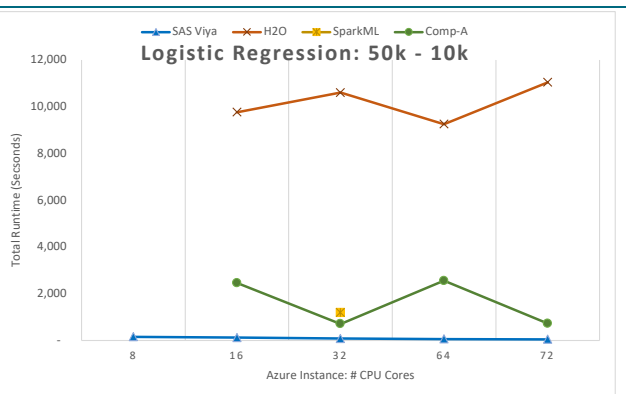 SAS Viya H2O SparkML Comp-A
Logistic Regression: 50k - 10k
12,000
10,000
8,000
6,000
4,000
2,000
-
Total Runtime (Secsonds)
8 16 32 64 72
Azure Instance: # CPU Cores